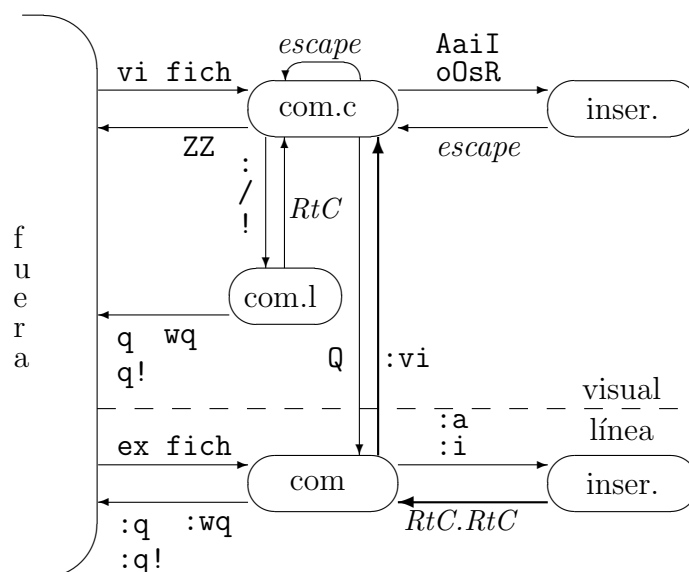 escape
AaiI
vi fich
oOsR
com.c
inser.
ZZ
escape
:
/
!
RtC
f
u
e
r
a
com.l
q
wq
q!
Q
:vi
visual
línea
:a
ex fich
:i
com
inser.
:q
:wq
RtC.RtC
:q!